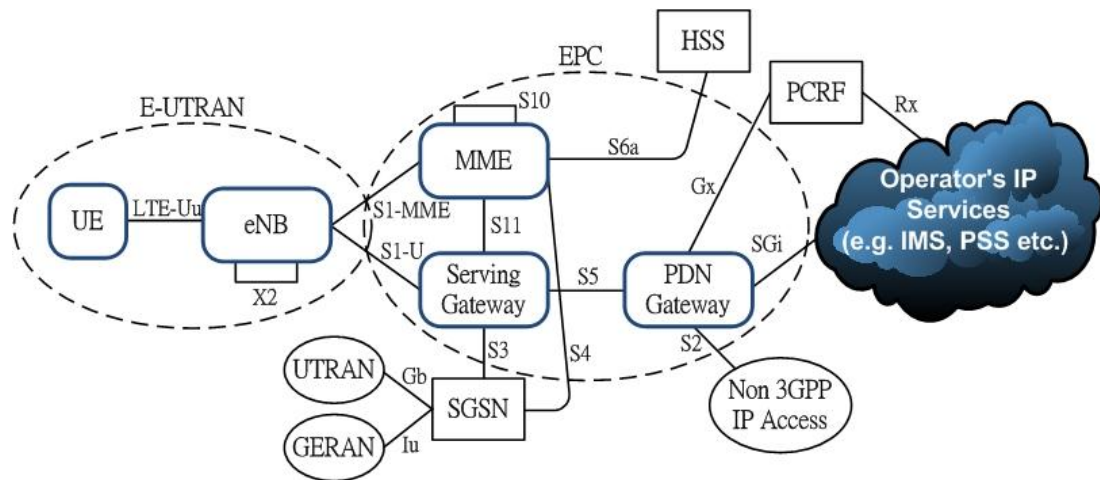 HSS
EPC
PCRF
E-UTRAN
S10
Rx
MME
S6a
Operator's IP
Services
(e.g. IMS, PSS etc.)
Gx
UE
LTE-Uu
eNB
S1-MME
S11
S1-U
SGi
Serving
Gateway
S5
PDN
Gateway
X2
S3
S4
S2
UTRAN
Gb
SGSN
Non 3GPP
IP Access
GERAN
Iu